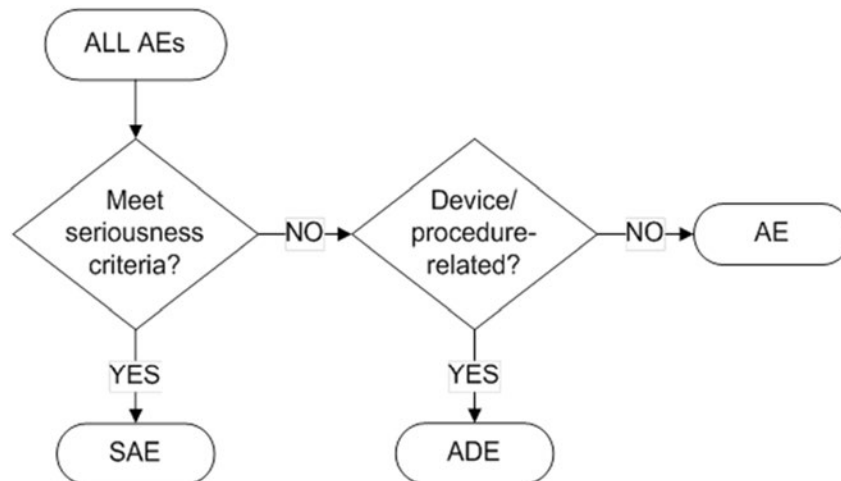 ALL AEs
Meet
seriousness
criteria?
NO
Device/
procedure-
related?
NO
AE
YES
YES
SAE
ADE